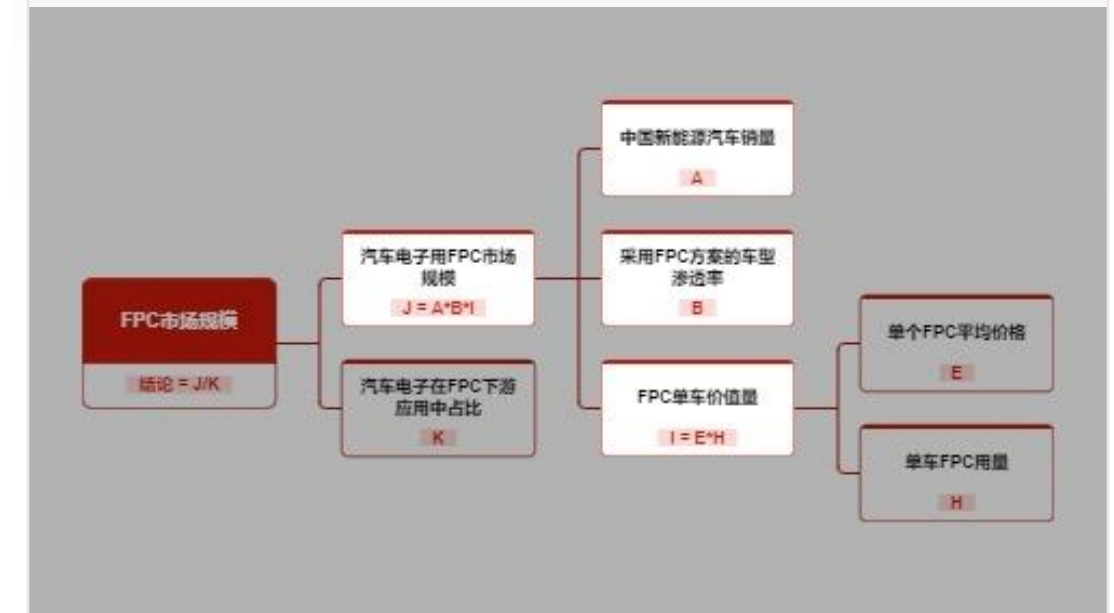 FPC市场规模
结论 = J/K
汽车电子用FPC市场
规模
J = A*B*I
汽车电子在FPC下游
应用中占比
K
中国新能源汽车销量
A
采用FPC方案的车型
渗透率
B
FPC单车价值量
I = E*H
单个FPC平均价格
E
单车FPC用量
H